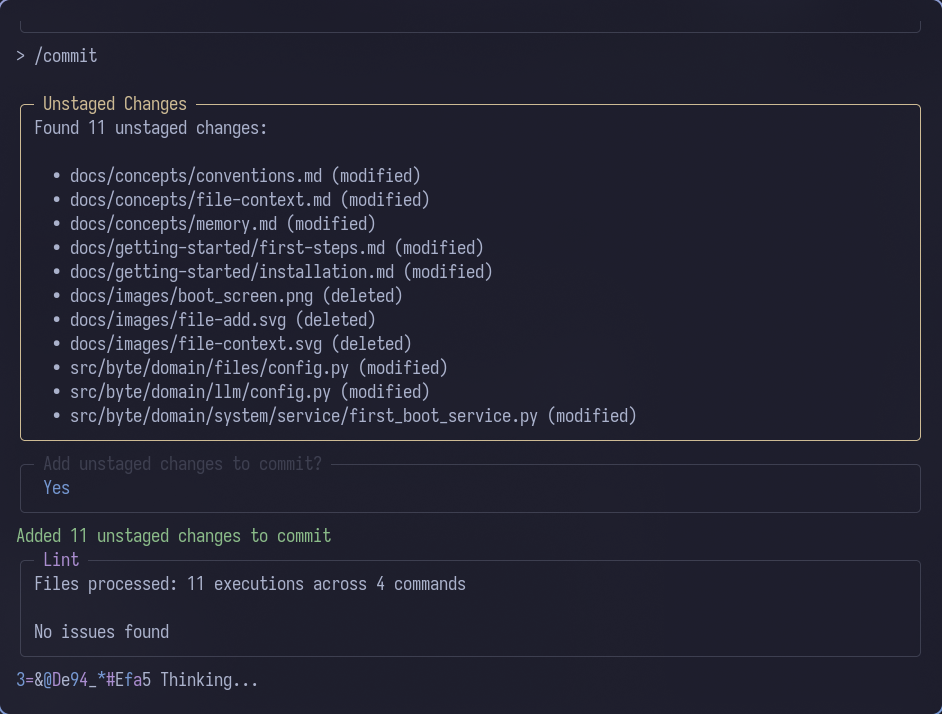 > /commit
Unstaged Changes
Found 11 unstaged changes:
• docs/concepts/conventions.md (modified)
• docs/concepts/file-context.md (modified)
• docs/concepts/memory.md (modified)
• docs/getting-started/first-steps.md (modified)
• docs/getting-started/installation.md (modified)
• docs/images/boot_screen.png (deleted)
• docs/images/file-add.svg (deleted)
• docs/images/file-context.svg (deleted)
• src/byte/domain/files/config.py (modified)
• src/byte/domain/llm/config.py (modified)
• src/byte/domain/system/service/first_boot_service.py (modified)
Add unstaged changes to commit?
Yes
Added 11 unstaged changes to commit
Lint
Files processed: 11 executions across 4 commands
No issues found
3=&@De94_*#Efa5 Thinking...